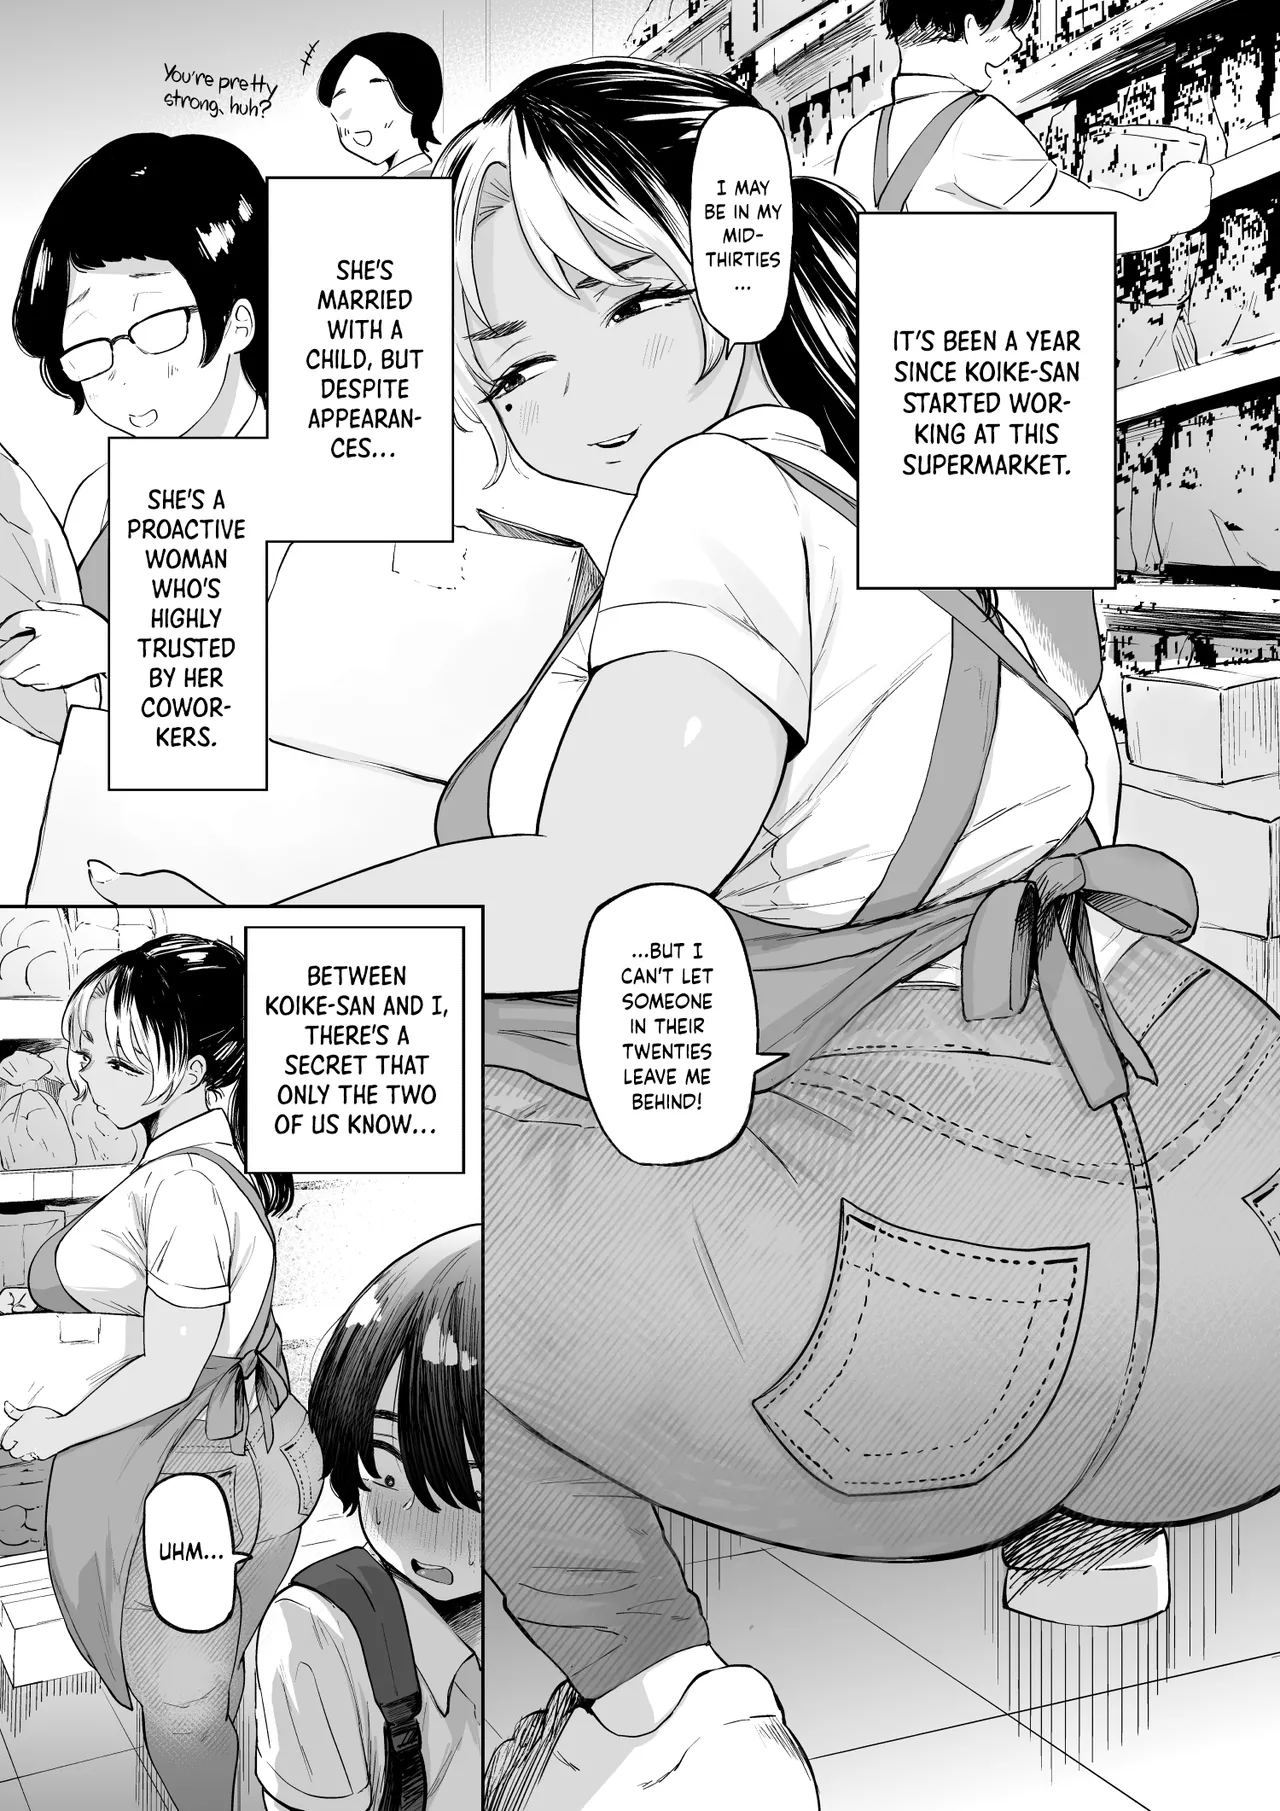 IT'S BEEN A YEAR
SINCE KOIKE-SAN
STARTED WOR-
KING AT THIS
SUPERMARKET.
I MAY
BE IN MY
MID-
THIRTIES
...
SHE'S
MARRIED
WITH A
CHILD, BUT
DESPITE
APPEARAN-
CES...
You're pretty
strong, huh?
SHE'S A
PROACTIVE
WOMAN
WHO'S
HIGHLY
TRUSTED
BY HER
COWOR-
KERS.
...BUT I
CAN'T LET
SOMEONE
IN THEIR
TWENTIES
LEAVE ME
BEHIND!
BETWEEN
KOIKE-SAN AND I,
THERE'S A
SECRET THAT
ONLY THE TWO
OF US KNOW...
UHM...